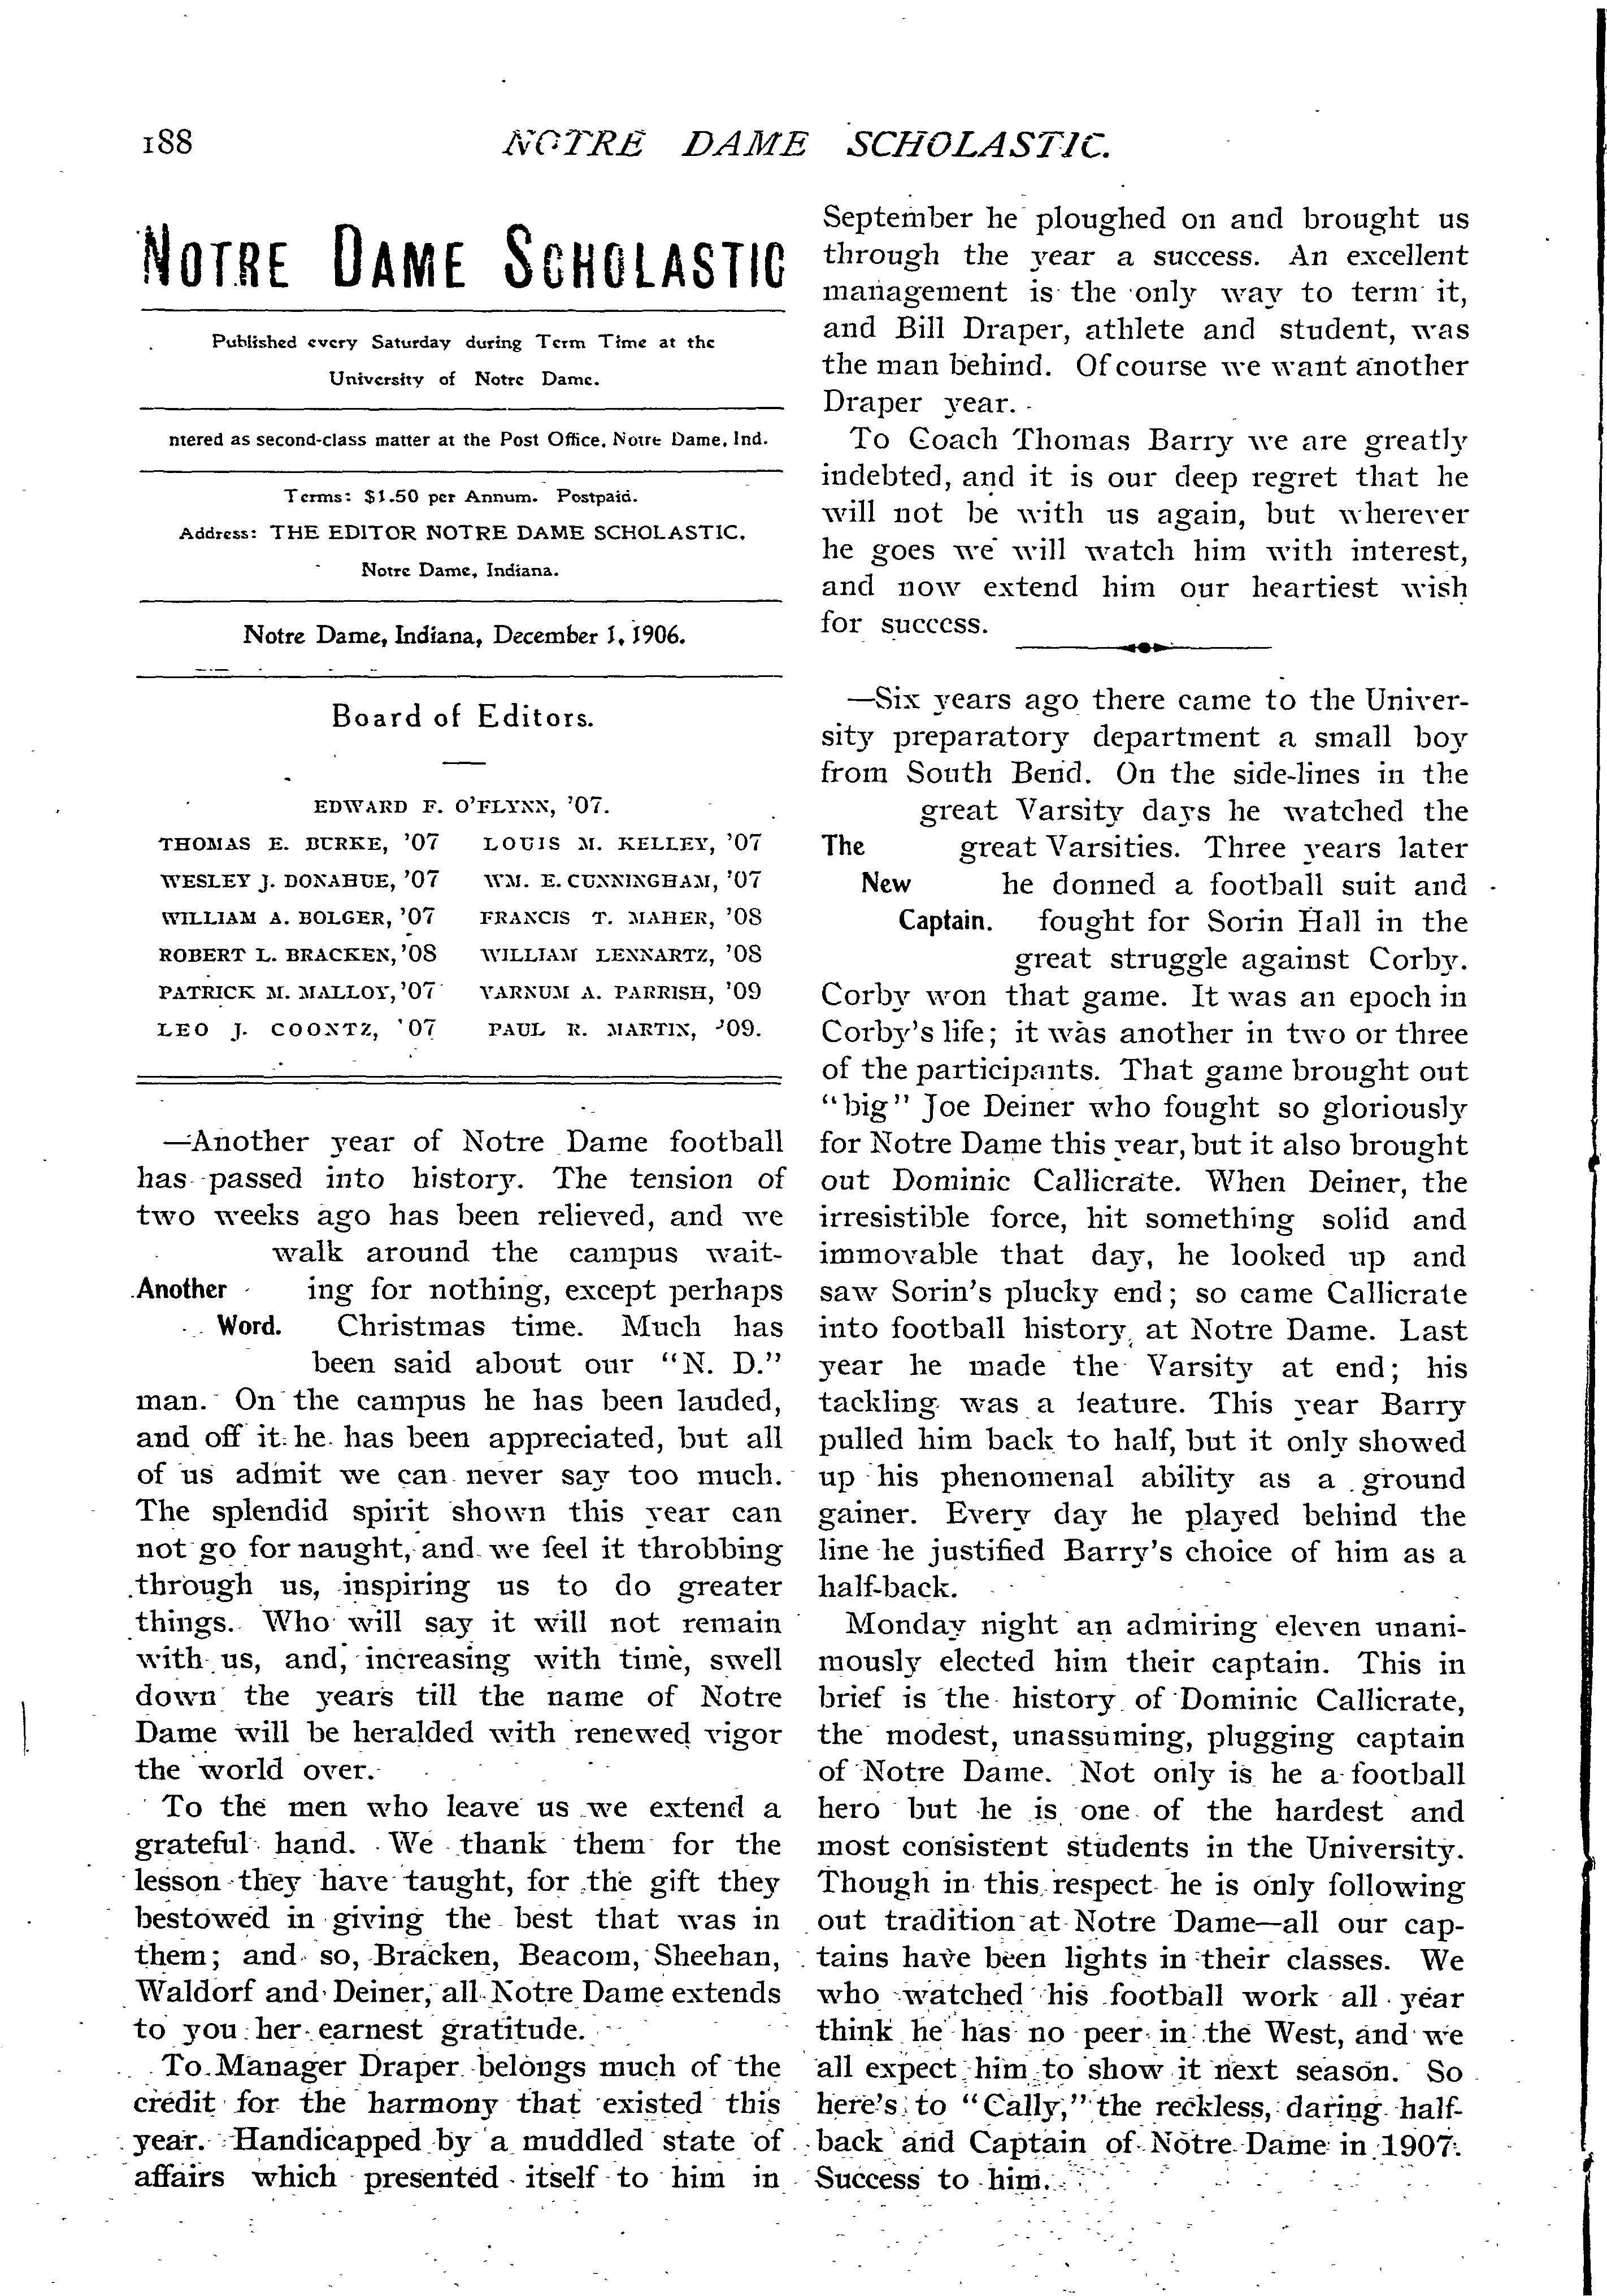 188
NOTRE DAME SCHOLASTIC.
NOTRE DAME SCHOLASTIC
Published every Saturday during Term Time at the
University of Notre Dame.
ntered as second-class matter at the Post Office, Notre Dame, Ind.
Terms: $1.50 per Annum. Postpaid.
Address: THE EDITOR NOTRE DAME SCHOLASTIC,
Notre Dame, Indiana.
Notre Dame, Indiana, December 1, 1906.
Board of Editors.
EDWARD F. O'FLYNN, '07.
THOMAS E. BURKE, '07 LOUIS M. KELLEY, '07
WESLEY J. DONAHUE, '07 WM. E. CUNNINGHAM, '07
WILLIAM A. BOLGER, '07 FRANCIS T. MAHER, '08
ROBERT L. BRACKEN, '08 WILLIAM LENNARTZ, '08
PATRICK M. MALLOY, '07 VARNUM A. PARRISH, '09
LEO J. COONTZ, '07 PAUL R. MARTIN, '09.
—Another year of Notre Dame football
has passed into history. The tension of
two weeks ago has been relieved, and we
walk around the campus wait-
Another ing for nothing, except perhaps
Word. Christmas time. Much has
been said about our "N. D."
man. On the campus he has been lauded,
and off it he has been appreciated, but all
of us admit we can never say too much.
The splendid spirit shown this year can
not go for naught, and we feel it throbbing
through us, inspiring us to do greater
things. Who will say it will not remain
with us, and, increasing with time, swell
down the years till the name of Notre
Dame will be heralded with renewed vigor
the world over.
To the men who leave us we extend a
grateful hand. We thank them for the
lesson they have taught, for the gift they
bestowed in giving the best that was in
them; and so, Bracken, Beacom, Sheehan,
Waldorf and Deiner, all Notre Dame extends
to you her earnest gratitude.
To Manager Draper belongs much of the
credit for the harmony that existed this
year. Handicapped by a muddled state of
affairs which presented itself to him in
September he ploughed on and brought us
through the year a success. An excellent
management is the only way to term it,
and Bill Draper, athlete and student, was
the man behind. Of course we want another
Draper year.
To Coach Thomas Barry we are greatly
indebted, and it is our deep regret that he
will not be with us again, but wherever
he goes we will watch him with interest,
and now extend him our heartiest wish
for success.
—Six years ago there came to the Univer-
sity preparatory department a small boy
from South Bend. On the side-lines in the
great Varsity days he watched the
The great Varsities. Three years later
New he donned a football suit and
Captain. fought for Sorin Hall in the
great struggle against Corby.
Corby won that game. It was an epoch in
Corby's life; it was another in two or three
of the participants. That game brought out
"big" Joe Deiner who fought so gloriously
for Notre Dame this year, but it also brought
out Dominic Callicrate. When Deiner, the
irresistible force, hit something solid and
immovable that day, he looked up and
saw Sorin's plucky end; so came Callicrate
into football history at Notre Dame. Last
year he made the Varsity at end; his
tackling was a feature. This year Barry
pulled him back to half, but it only showed
up his phenomenal ability as a ground
gainer. Every day he played behind the
line he justified Barry's choice of him as a
half-back.
Monday night an admiring eleven unani-
mously elected him their captain. This in
brief is the history of Dominic Callicrate,
the modest, unassuming, plugging captain
of Notre Dame. Not only is he a football
hero but he is one of the hardest and
most consistent students in the University.
Though in this respect he is only following
out tradition at Notre Dame—all our cap-
tains have been lights in their classes. We
who watched his football work all year
think he has no peer in the West, and we
all expect him to show it next season. So
here's to "Cally," the reckless, daring half-
back and Captain of Notre Dame in 1907.
Success to him.